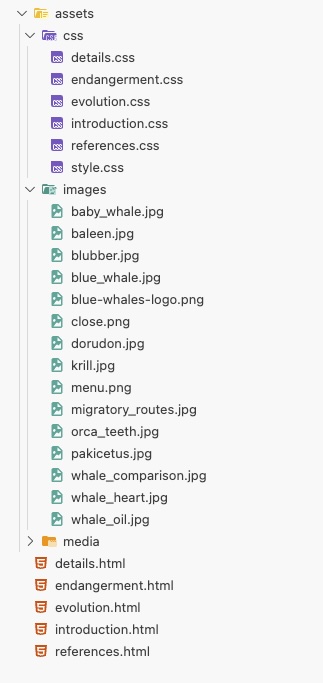 assets
css
details.css
endangerment.css
evolution.css
introduction.css
references.css
style.css
images
baby_whale.jpg
baleen.jpg
blubber.jpg
blue_whale.jpg
blue-whales-logo.png
close.png
dorudon.jpg
krill.jpg
menu.png
migratory_routes.jpg
orca_teeth.jpg
pakicetus.jpg
whale_comparison.jpg
whale_heart.jpg
whale_oil.jpg
media
details.html
endangerment.html
evolution.html
introduction.html
references.html